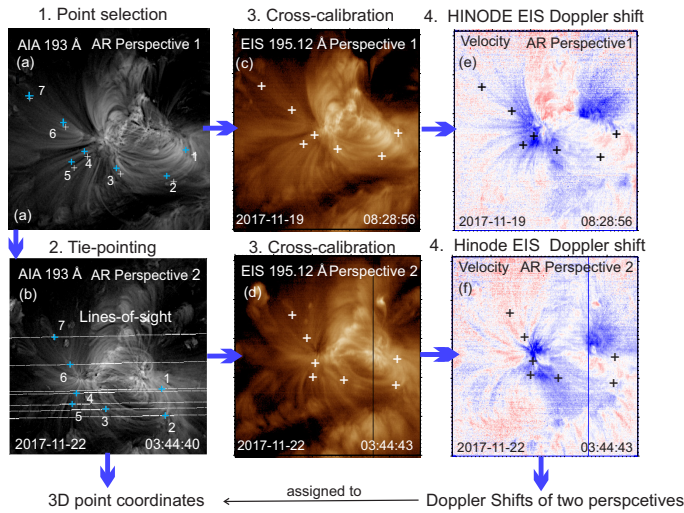 1. Point selection
3. Cross-calibration
4. HINODE EIS Doppler shift
AIA 193 Å AR Perspective 1
(a)
7
6
5
4
3
2
1
(a)
EIS 195.12 Å Perspective 1
(c)
2017-11-19 08:28:56
Velocity AR Perspective1
(e)
2017-11-19 08:28:56
2. Tie-pointing
3. Cross-calibration
4. Hinode EIS Doppler shift
AIA 193 Å AR Perspective 2
(b)
Lines-of-sight
7
6
5
4
3
2
1
2017-11-22 03:44:40
EIS 195.12 Å Perspective 2
(d)
2017-11-22 03:44:43
Velocity AR Perspective 2
(f)
2017-11-22 03:44:43
3D point coordinates
assigned to
Doppler Shifts of two perspcetives